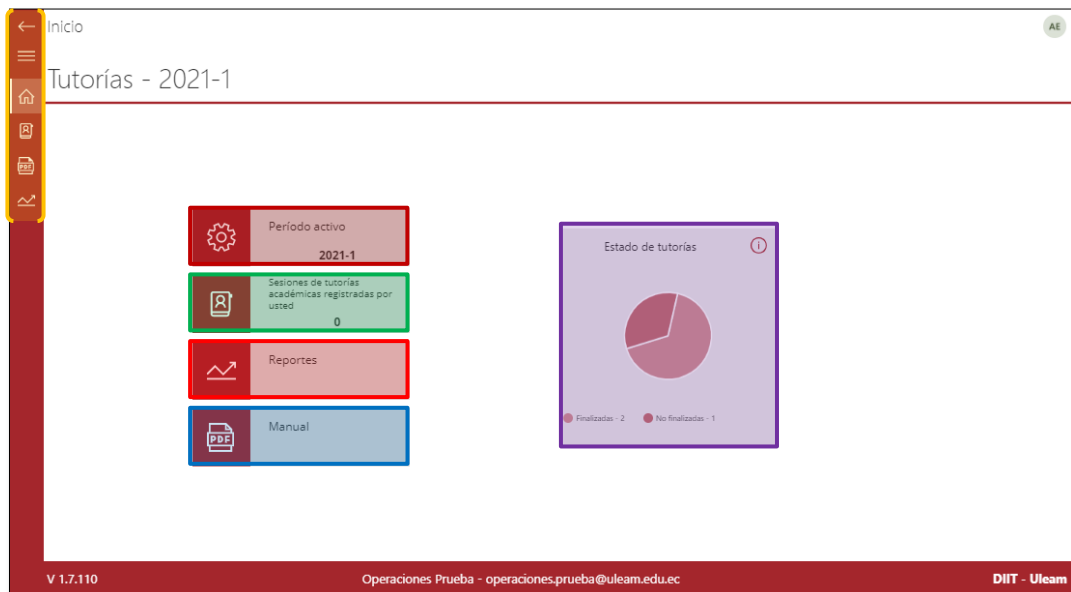 Inicio
AE
Tutorías - 2021-1
Período activo
2021-1
Sesiones de tutorías
académicas registradas por
usted
0
Reportes
PDF
Manual
Estado de tutorías
Finalizadas - 2 No finalizadas - 1
PDF
V 1.7.110 Operaciones Prueba - operaciones.prueba@uleam.edu.ec DIIT - Uleam